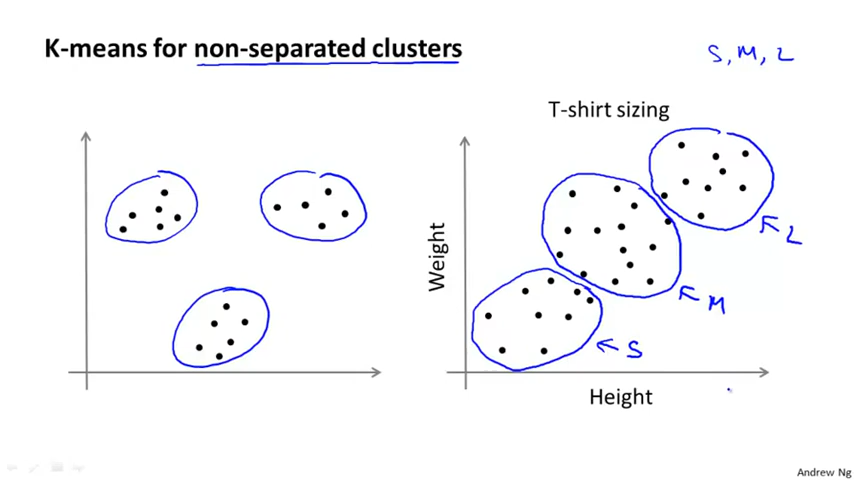 K-means for non-separated clusters
S, M, L
T-shirt sizing
Weight
L
M
S
Height
Andrew Ng